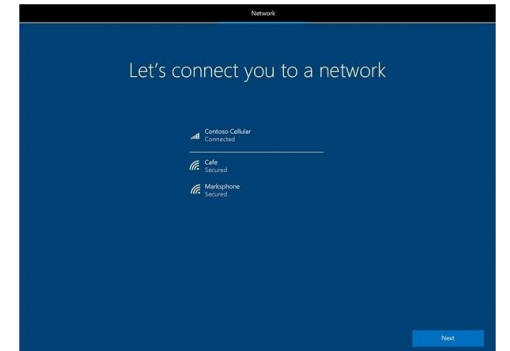 Network
Let's connect you to a network
Contoso Cellular
Connected
Cafe
Secured
Marksphone
Secured
Next